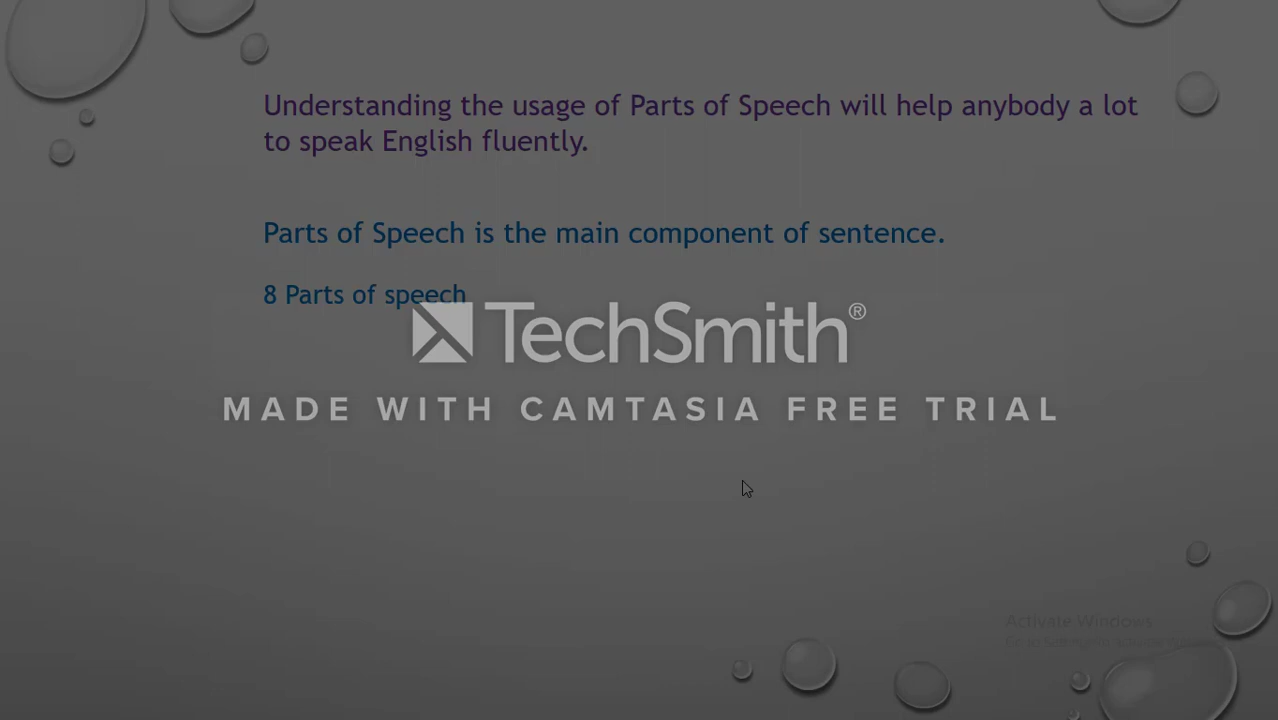 Understanding the usage of Parts of Speech will help anybody a lot
to speak English fluently.
Parts of Speech is the main component of sentence.
8 Parts of speech
TechSmith®
MADE WITH CAMTASIA FREE TRIAL
Activate Windows